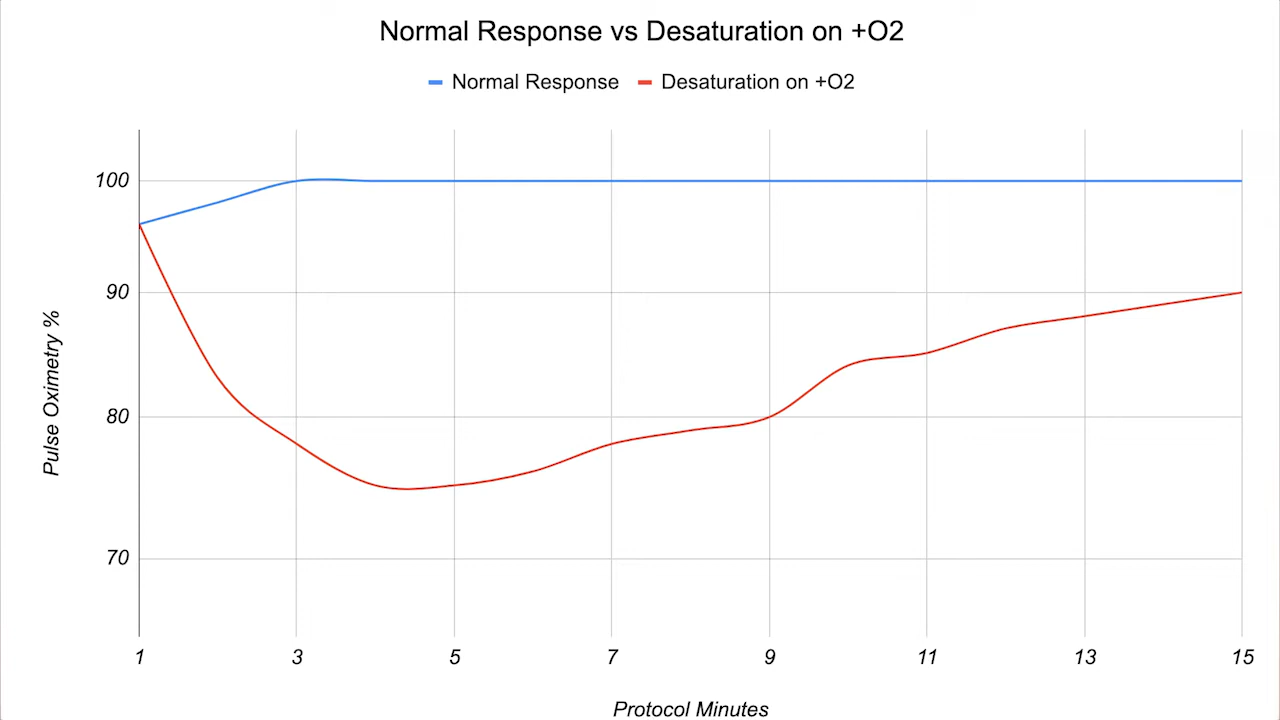 Normal Response vs Desaturation on +O2
Normal Response Desaturation on +O2
100
90
80
70
Pulse Oximetry %
1 3 5 7 9 11 13 15
Protocol Minutes